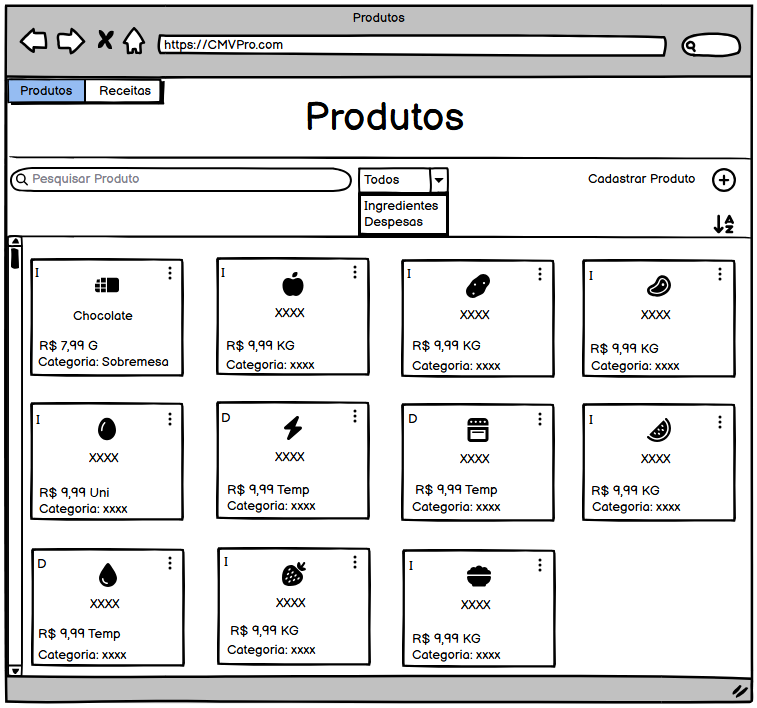 Produtos
https://CMVPro.com
Produtos
Receitas
Produtos
Pesquisar Produto
Todos
Cadastrar Produto
Ingredientes
Despesas
A
Z
I
Chocolate
R$ 7,99 G
Categoria: Sobremesa
I
XXXX
R$ 9,99 KG
Categoria: xxxx
I
XXXX
R$ 9,99 KG
Categoria: xxxx
I
XXXX
R$ 9,99 KG
Categoria: xxxx
I
XXXX
R$ 9,99 Uni
Categoria: xxxx
D
XXXX
R$ 9,99 Temp
Categoria: xxxx
D
XXXX
R$ 9,99 Temp
Categoria: xxxx
I
XXXX
R$ 9,99 KG
Categoria: xxxx
D
XXXX
R$ 9,99 Temp
Categoria: xxxx
I
XXXX
R$ 9,99 KG
Categoria: xxxx
I
XXXX
R$ 9,99 KG
Categoria: xxxx